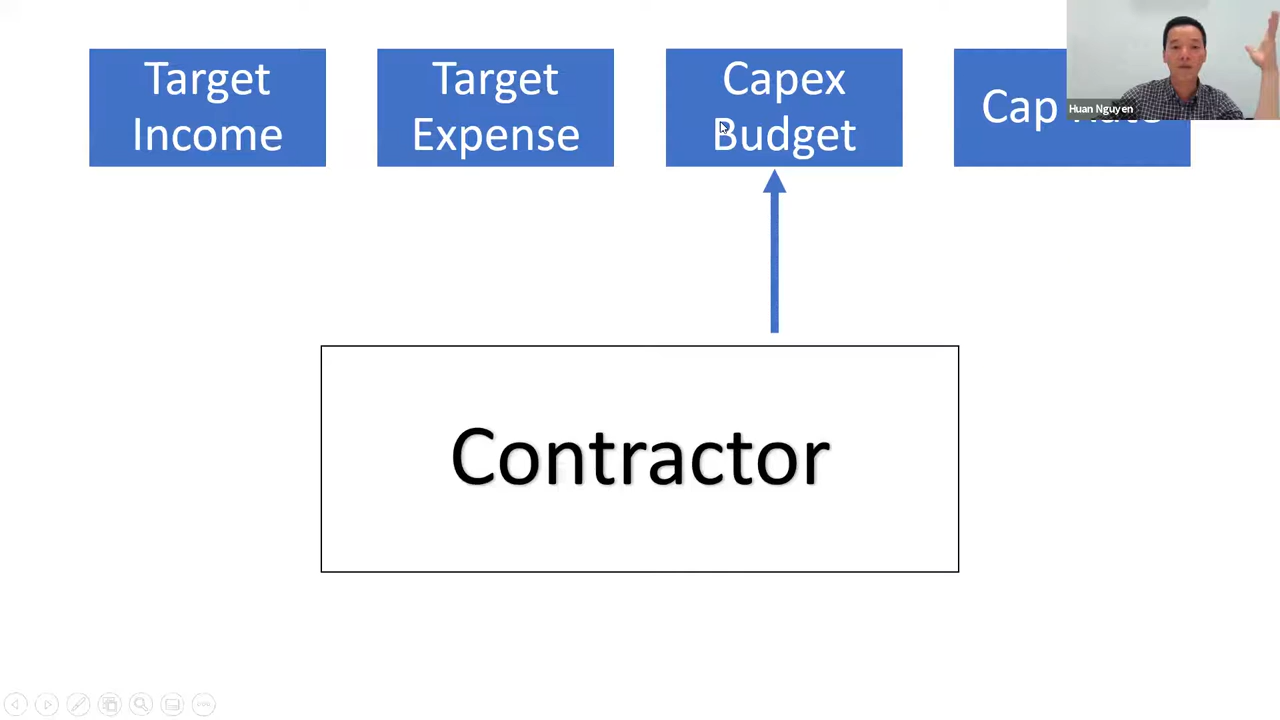 Target
Income
Target
Expense
Capex
Budget
Cap
Huan Nguyen
Contractor